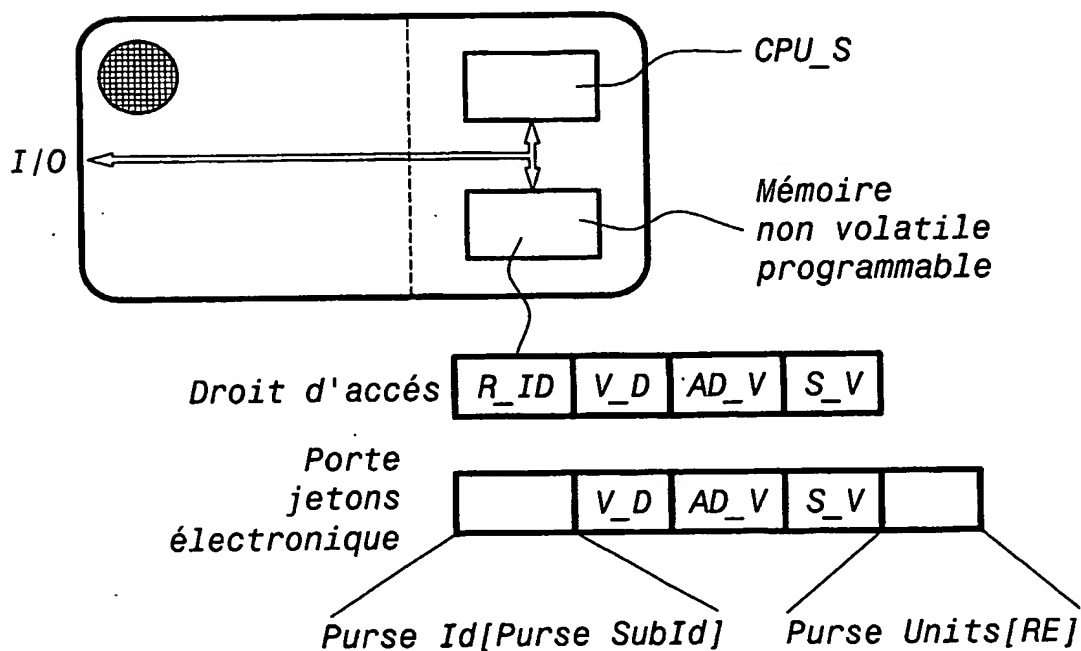 CPU_S
I/O
Mémoire
non volatile
programmable
Droit d'accés R_ID V_D AD_V S_V
Porte
jetons
électronique
V_D AD_V S_V
Purse Id[Purse SubId] Purse Units[RE]